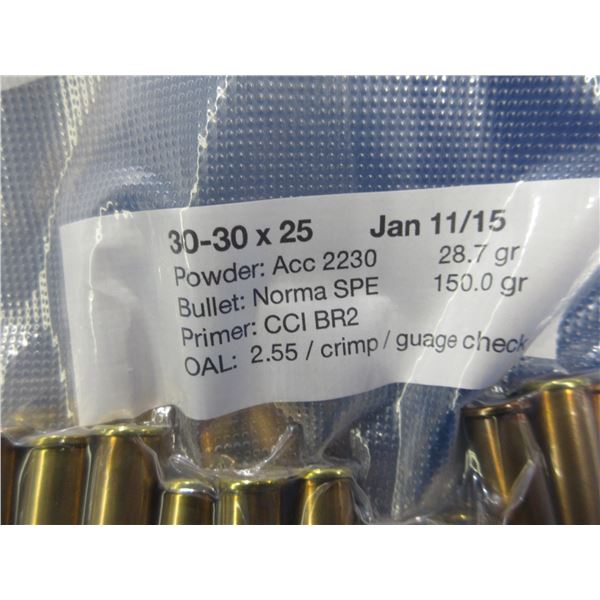 30-30 x 25 Jan 11/15
Powder: Acc 2230 28.7 gr
Bullet: Norma SPE 150.0 gr
Primer: CCI BR2
OAL: 2.55 / crimp / guage check